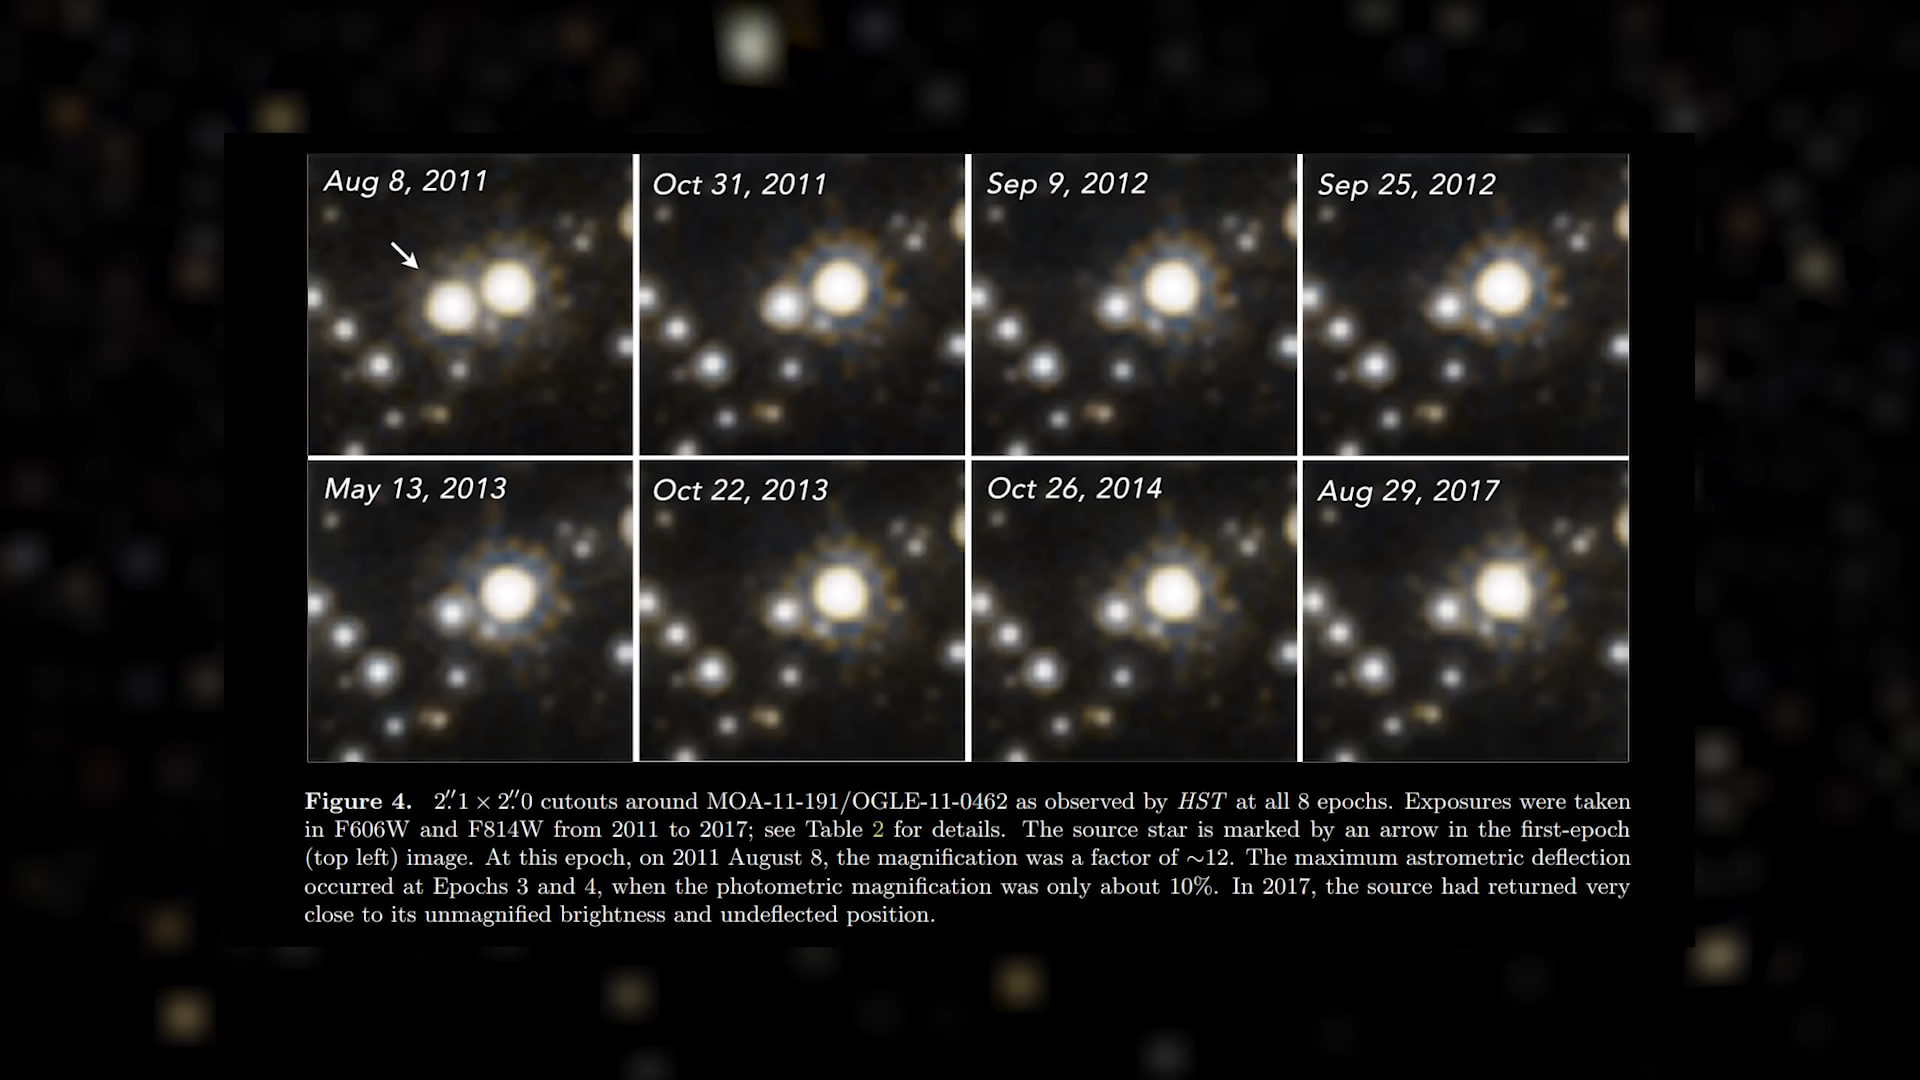 Aug 8, 2011
Oct 31, 2011
Sep 9, 2012
Sep 25, 2012
May 13, 2013
Oct 22, 2013
Oct 26, 2014
Aug 29, 2017
Figure 4. 2.″1 × 2.″0 cutouts around MOA-11-191/OGLE-11-0462 as observed by HST at all 8 epochs. Exposures were taken
in F606W and F814W from 2011 to 2017; see Table 2 for details. The source star is marked by an arrow in the first-epoch
(top left) image. At this epoch, on 2011 August 8, the magnification was a factor of ~12. The maximum astrometric deflection
occurred at Epochs 3 and 4, when the photometric magnification was only about 10%. In 2017, the source had returned very
close to its unmagnified brightness and undeflected position.